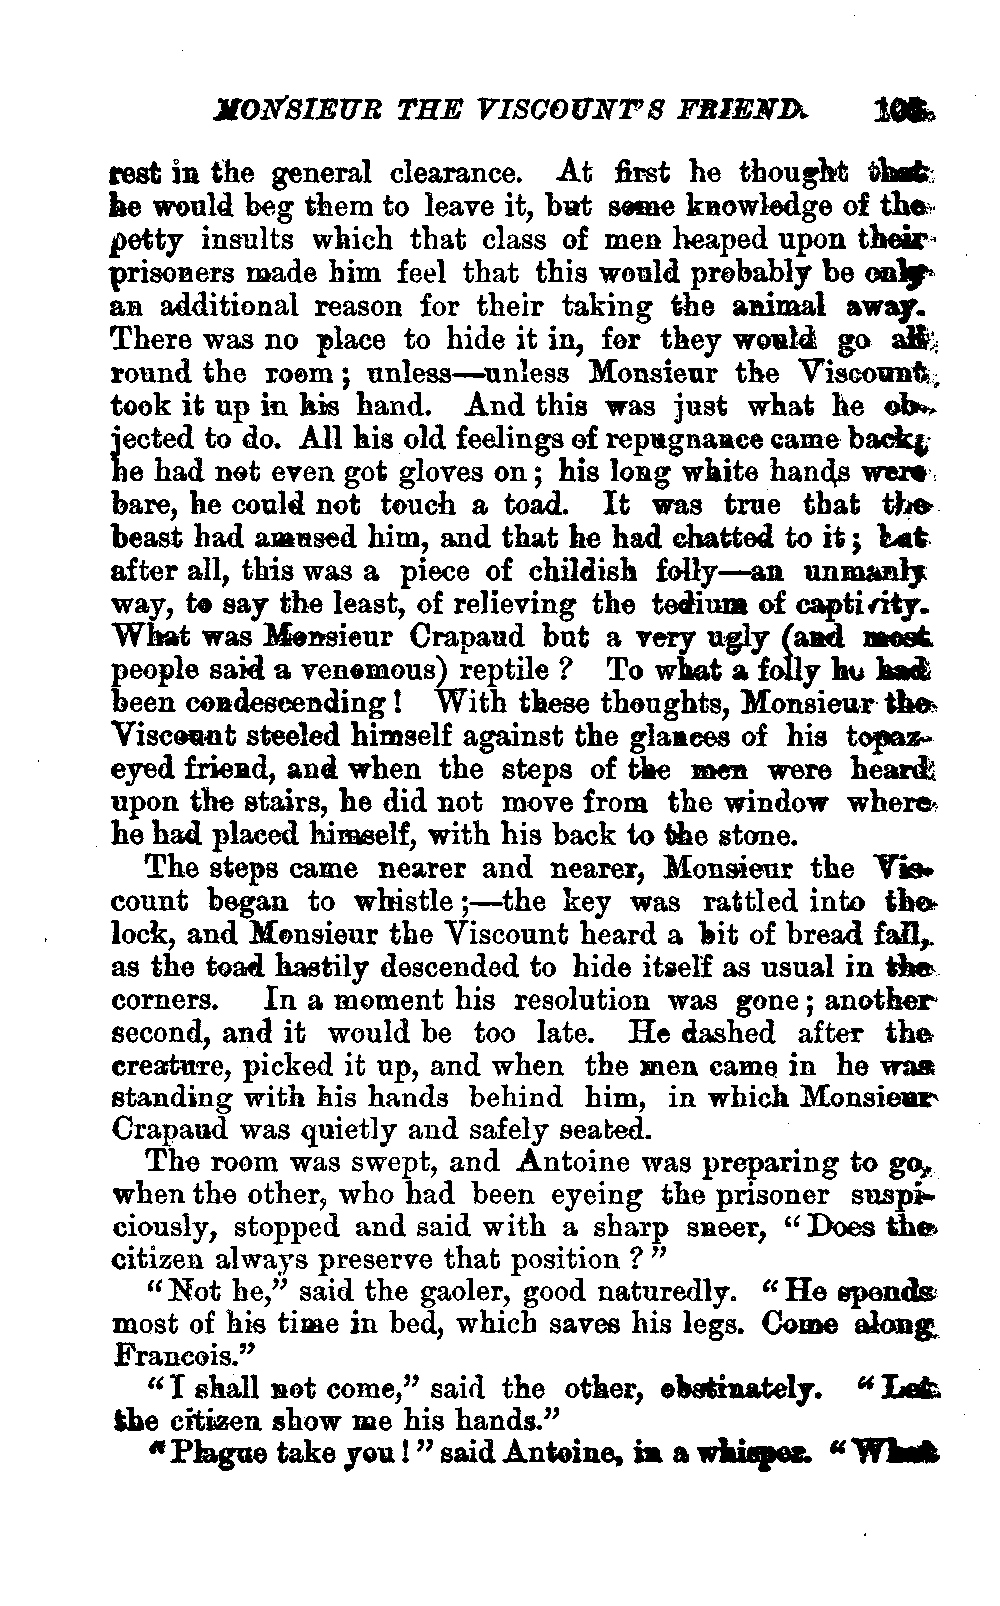 MONSIEUR THE VISCOUNT'S FRIEND.
rest in the general clearance. At first he thought that
he would beg them to leave it, but some knowledge of the
petty insults which that class of men heaped upon their
prisoners made him feel that this would probably be only
an additional reason for their taking the animal away.
There was no place to hide it in, for they would go all
round the room; unless—unless Monsieur the Viscount,
took it up in his hand. And this was just what he ob-
jected to do. All his old feelings of repugnance came back;
he had not even got gloves on; his long white hands were
bare, he could not touch a toad. It was true that the
beast had amused him, and that he had chatted to it; but
after all, this was a piece of childish folly—an unmanly
way, to say the least, of relieving the tedium of captivity.
What was Monsieur Crapaud but a very ugly (and most
people said a venomous) reptile? To what a folly he had
been condescending! With these thoughts, Monsieur the
Viscount steeled himself against the glances of his topaz-
eyed friend, and when the steps of the men were heard
upon the stairs, he did not move from the window where
he had placed himself, with his back to the stone.
The steps came nearer and nearer, Monsieur the Vis-
count began to whistle;—the key was rattled into the
lock, and Monsieur the Viscount heard a bit of bread fall,
as the toad hastily descended to hide itself as usual in the
corners. In a moment his resolution was gone; another
second, and it would be too late. He dashed after the
creature, picked it up, and when the men came in he was
standing with his hands behind him, in which Monsieur
Crapaud was quietly and safely seated.
The room was swept, and Antoine was preparing to go,
when the other, who had been eyeing the prisoner suspi-
ciously, stopped and said with a sharp sneer, "Does the
citizen always preserve that position?"
"Not he," said the gaoler, good naturedly. "He spends
most of his time in bed, which saves his legs. Come along
Francois."
"I shall not come," said the other, obstinately. "Let
the citizen show me his hands."
"Plague take you!" said Antoine, in a whisper. "What